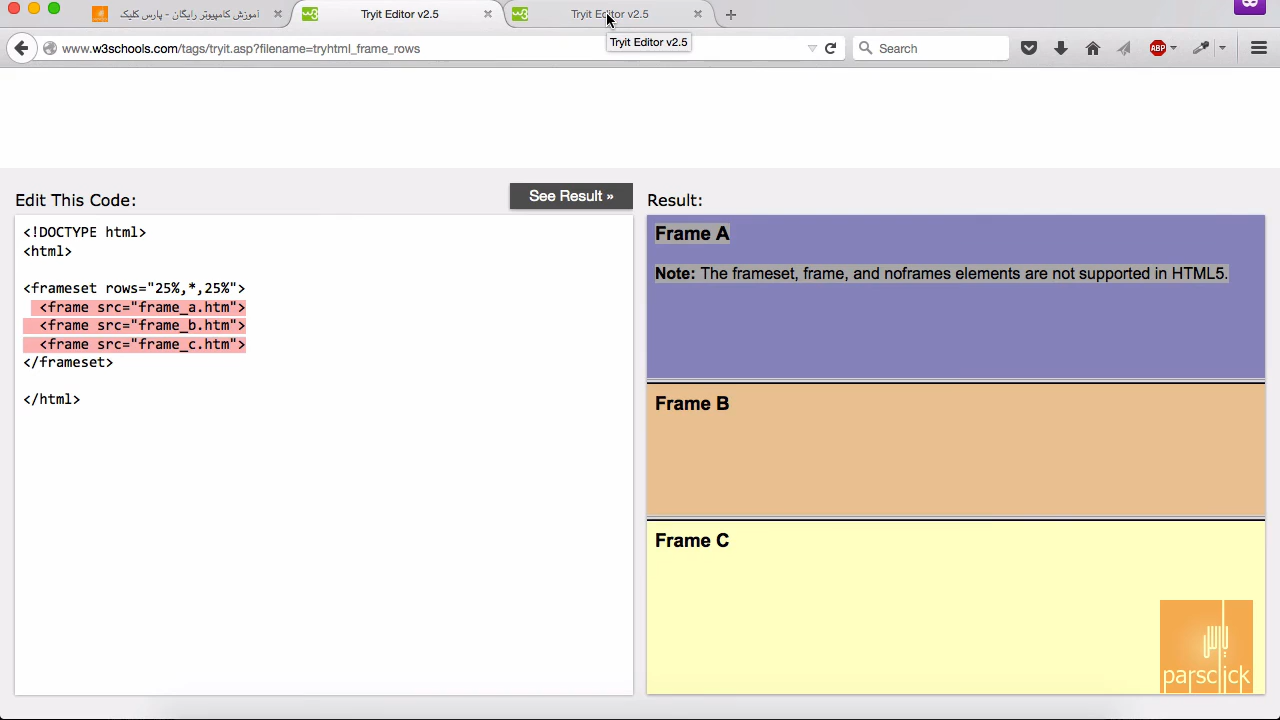 آموزش کامپیوتر رایگان - پارس کلیک
Tryit Editor v2.5
Tryit Editor v2.5
www.w3schools.com/tags/tryit.asp?filename=tryhtml_frame_rows
Search
ABP
Tryit Editor v2.5
Edit This Code:
See Result »
Result:
<!DOCTYPE html>
<html>
<frameset rows="25%,*,25%">
<frame src="frame_a.htm">
<frame src="frame_b.htm">
<frame src="frame_c.htm">
</frameset>
</html>
Frame A
Note: The frameset, frame, and noframes elements are not supported in HTML5.
Frame B
Frame C
parsclick